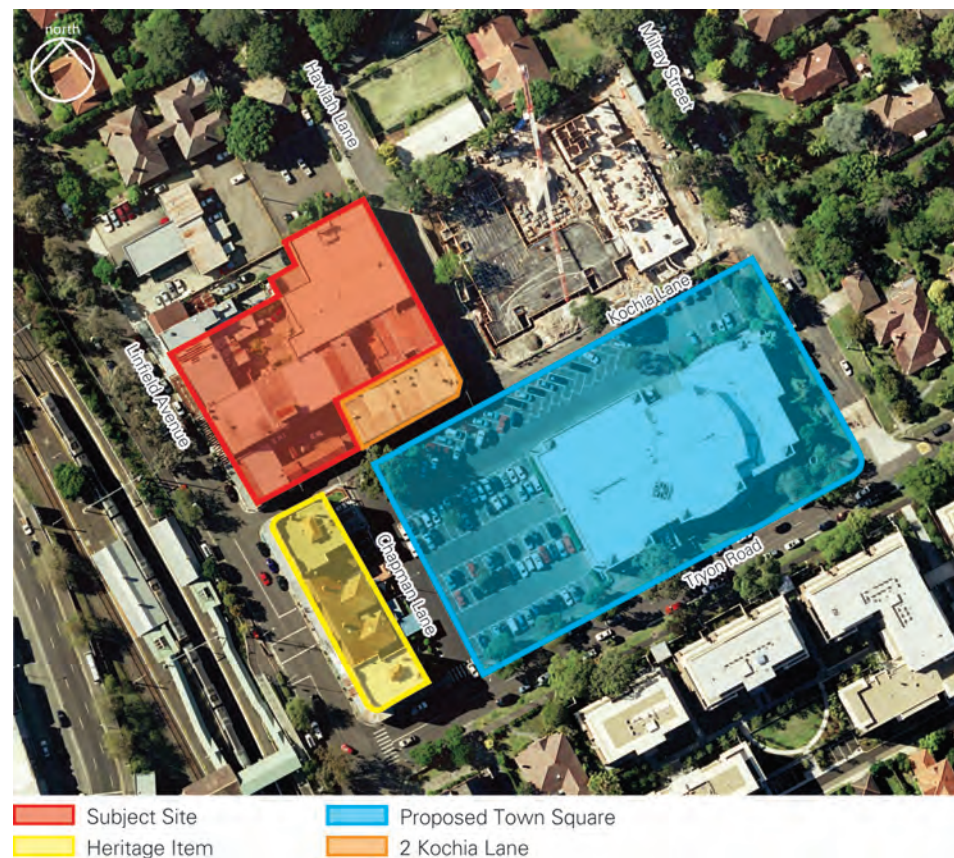 north
Havilah Lane
Milray Street
Kochia Lane
Linfield Avenue
Chapman Lane
Tryon Road
Subject Site
Proposed Town Square
Heritage Item
2 Kochia Lane